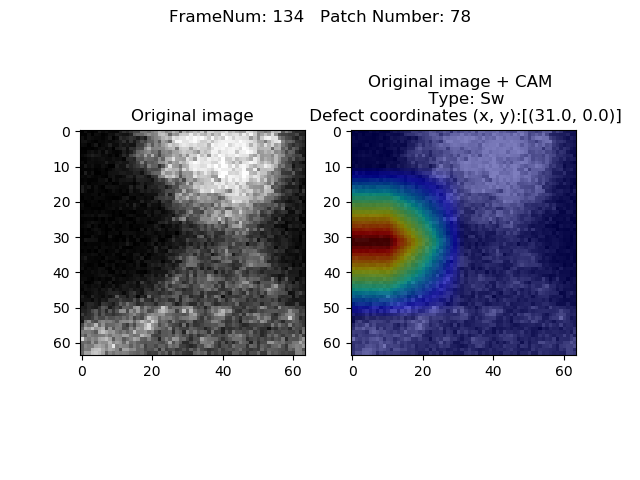 FrameNum: 134   Patch Number: 78
Original image
Original image + CAM
Type: Sw
Defect coordinates (x, y):[(31.0, 0.0)]
0
10
20
30
40
50
60
0 20 40 60
0
10
20
30
40
50
60
0 20 40 60